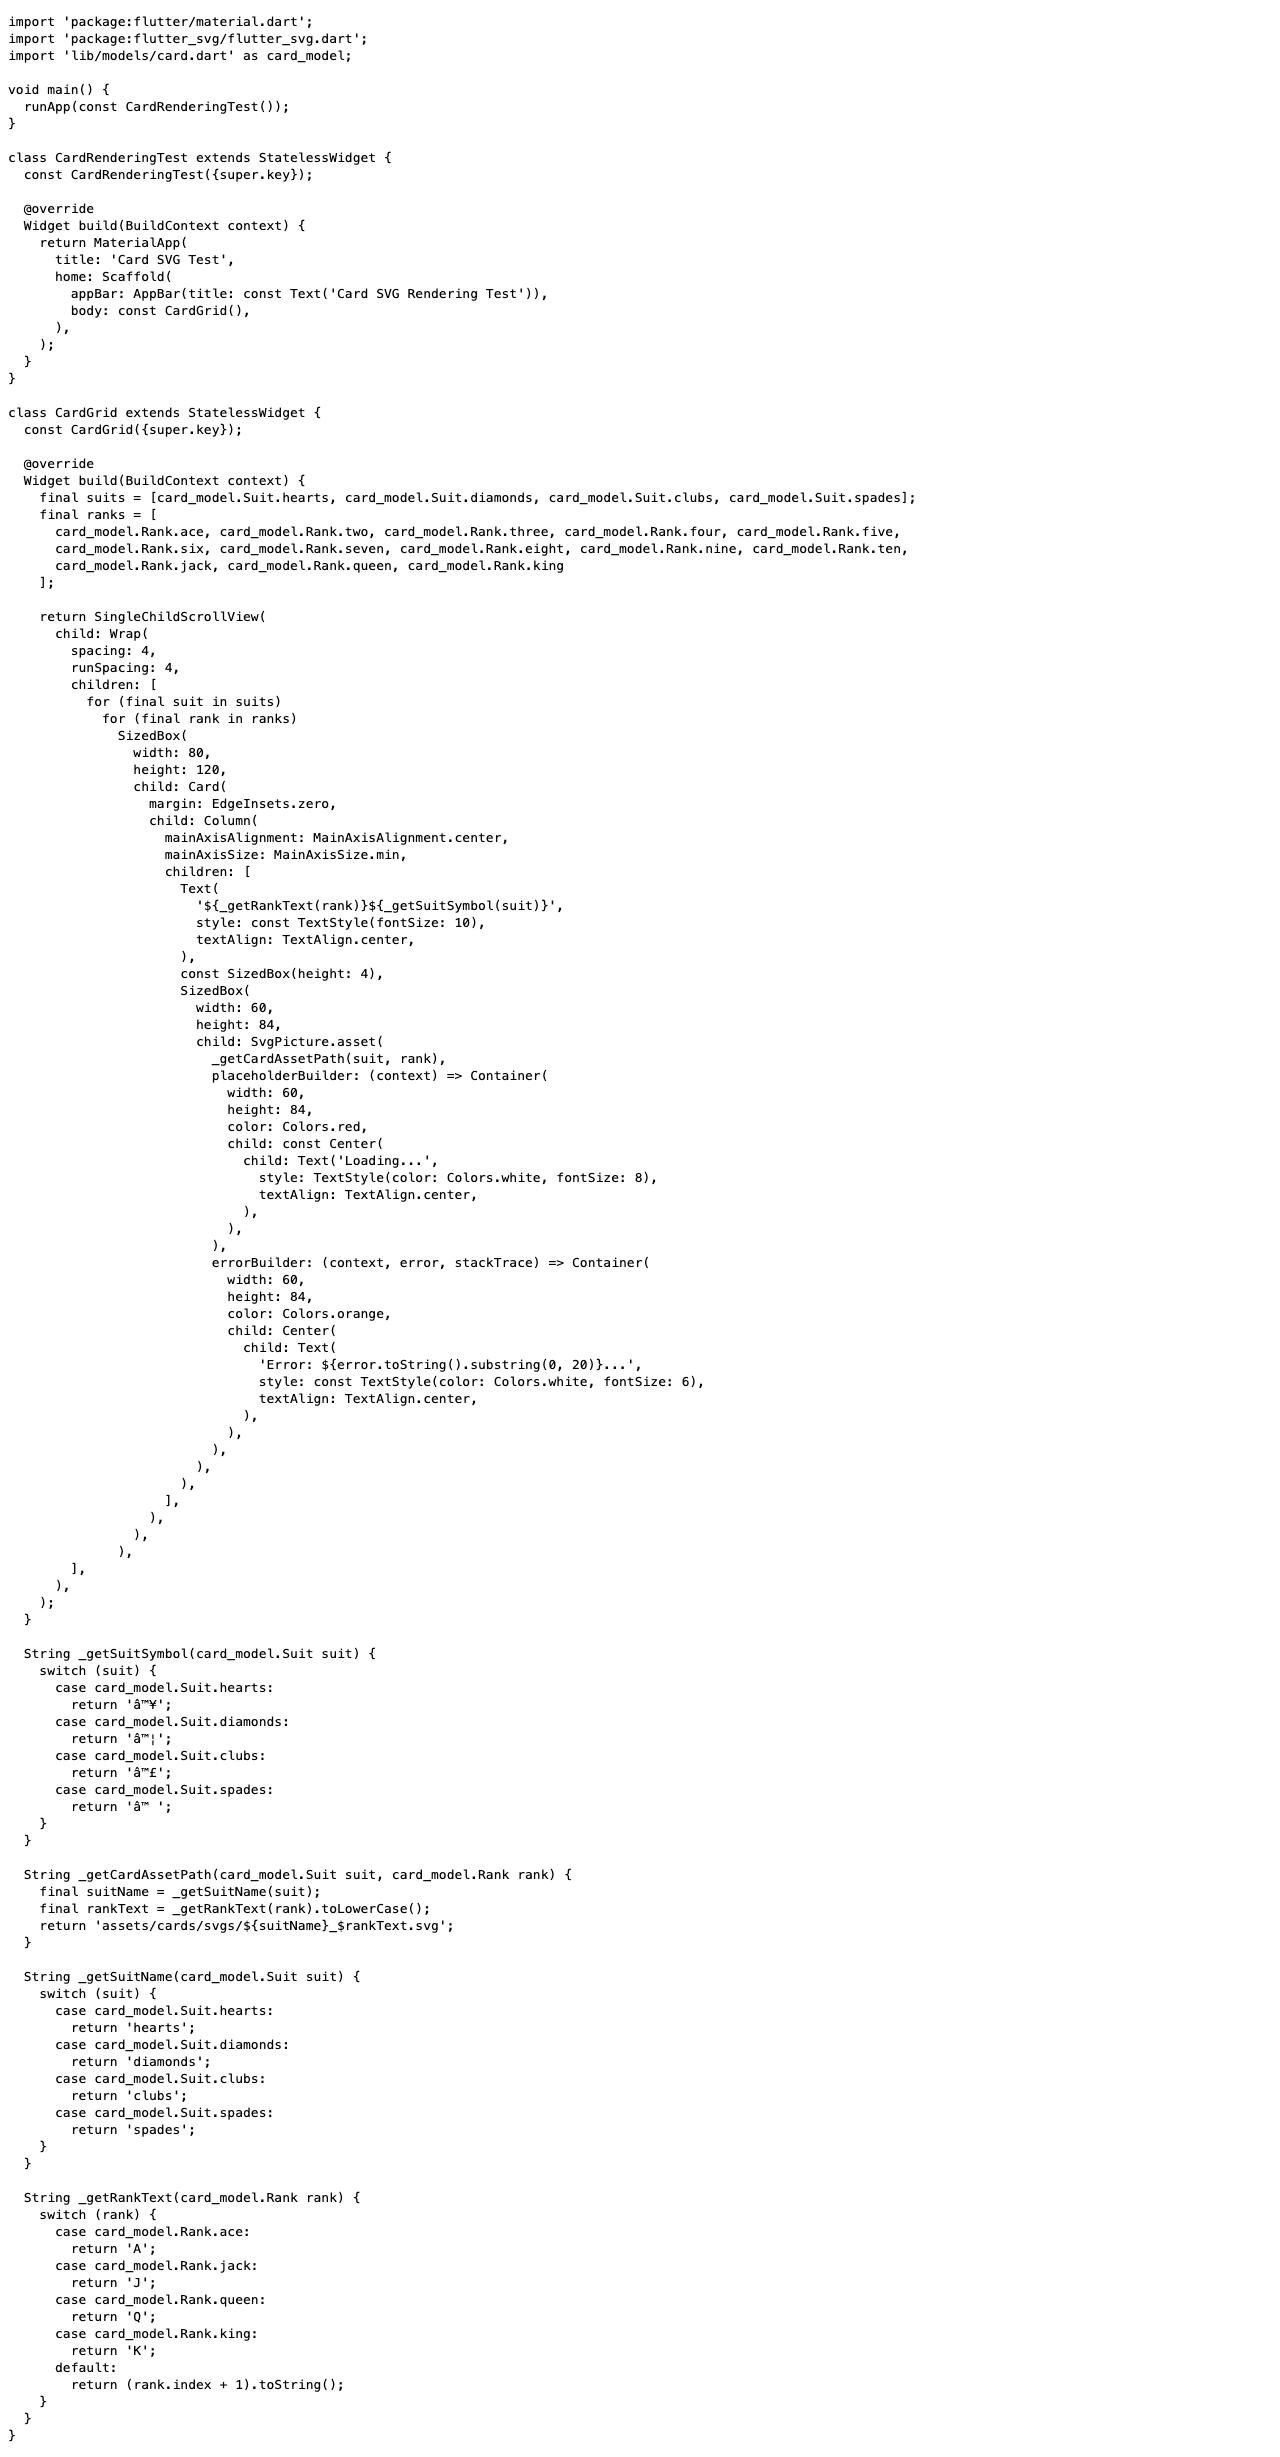 import 'package:flutter/material.dart';
import 'package:flutter_svg/flutter_svg.dart';
import 'lib/models/card.dart' as card_model;

void main() {
  runApp(const CardRenderingTest());
}

class CardRenderingTest extends StatelessWidget {
  const CardRenderingTest({super.key});

  @override
  Widget build(BuildContext context) {
    return MaterialApp(
      title: 'Card SVG Test',
      home: Scaffold(
        appBar: AppBar(title: const Text('Card SVG Rendering Test')),
        body: const CardGrid(),
      ),
    );
  }
}

class CardGrid extends StatelessWidget {
  const CardGrid({super.key});

  @override
  Widget build(BuildContext context) {
    final suits = [card_model.Suit.hearts, card_model.Suit.diamonds, card_model.Suit.clubs, card_model.Suit.spades];
    final ranks = [
      card_model.Rank.ace, card_model.Rank.two, card_model.Rank.three, card_model.Rank.four, card_model.Rank.five,
      card_model.Rank.six, card_model.Rank.seven, card_model.Rank.eight, card_model.Rank.nine, card_model.Rank.ten,
      card_model.Rank.jack, card_model.Rank.queen, card_model.Rank.king
    ];

    return SingleChildScrollView(
      child: Wrap(
        spacing: 4,
        runSpacing: 4,
        children: [
          for (final suit in suits)
            for (final rank in ranks)
              SizedBox(
                width: 80,
                height: 120,
                child: Card(
                  margin: EdgeInsets.zero,
                  child: Column(
                    mainAxisAlignment: MainAxisAlignment.center,
                    mainAxisSize: MainAxisSize.min,
                    children: [
                      Text(
                        '${_getRankText(rank)}${_getSuitSymbol(suit)}',
                        style: const TextStyle(fontSize: 10),
                        textAlign: TextAlign.center,
                      ),
                      const SizedBox(height: 4),
                      SizedBox(
                        width: 60,
                        height: 84,
                        child: SvgPicture.asset(
                          _getCardAssetPath(suit, rank),
                          placeholderBuilder: (context) => Container(
                            width: 60,
                            height: 84,
                            color: Colors.red,
                            child: const Center(
                              child: Text('Loading...',
                                style: TextStyle(color: Colors.white, fontSize: 8),
                                textAlign: TextAlign.center,
                              ),
                            ),
                          ),
                          errorBuilder: (context, error, stackTrace) => Container(
                            width: 60,
                            height: 84,
                            color: Colors.orange,
                            child: Center(
                              child: Text(
                                'Error: ${error.toString().substring(0, 20)}...',
                                style: const TextStyle(color: Colors.white, fontSize: 6),
                                textAlign: TextAlign.center,
                              ),
                            ),
                          ),
                        ),
                      ),
                    ],
                  ),
                ),
              ),
        ],
      ),
    );
  }

  String _getSuitSymbol(card_model.Suit suit) {
    switch (suit) {
      case card_model.Suit.hearts:
        return 'â™¥';
      case card_model.Suit.diamonds:
        return 'â™¦';
      case card_model.Suit.clubs:
        return 'â™£';
      case card_model.Suit.spades:
        return 'â™ ';
    }
  }

  String _getCardAssetPath(card_model.Suit suit, card_model.Rank rank) {
    final suitName = _getSuitName(suit);
    final rankText = _getRankText(rank).toLowerCase();
    return 'assets/cards/svgs/${suitName}_$rankText.svg';
  }

  String _getSuitName(card_model.Suit suit) {
    switch (suit) {
      case card_model.Suit.hearts:
        return 'hearts';
      case card_model.Suit.diamonds:
        return 'diamonds';
      case card_model.Suit.clubs:
        return 'clubs';
      case card_model.Suit.spades:
        return 'spades';
    }
  }

  String _getRankText(card_model.Rank rank) {
    switch (rank) {
      case card_model.Rank.ace:
        return 'A';
      case card_model.Rank.jack:
        return 'J';
      case card_model.Rank.queen:
        return 'Q';
      case card_model.Rank.king:
        return 'K';
      default:
        return (rank.index + 1).toString();
    }
  }
}